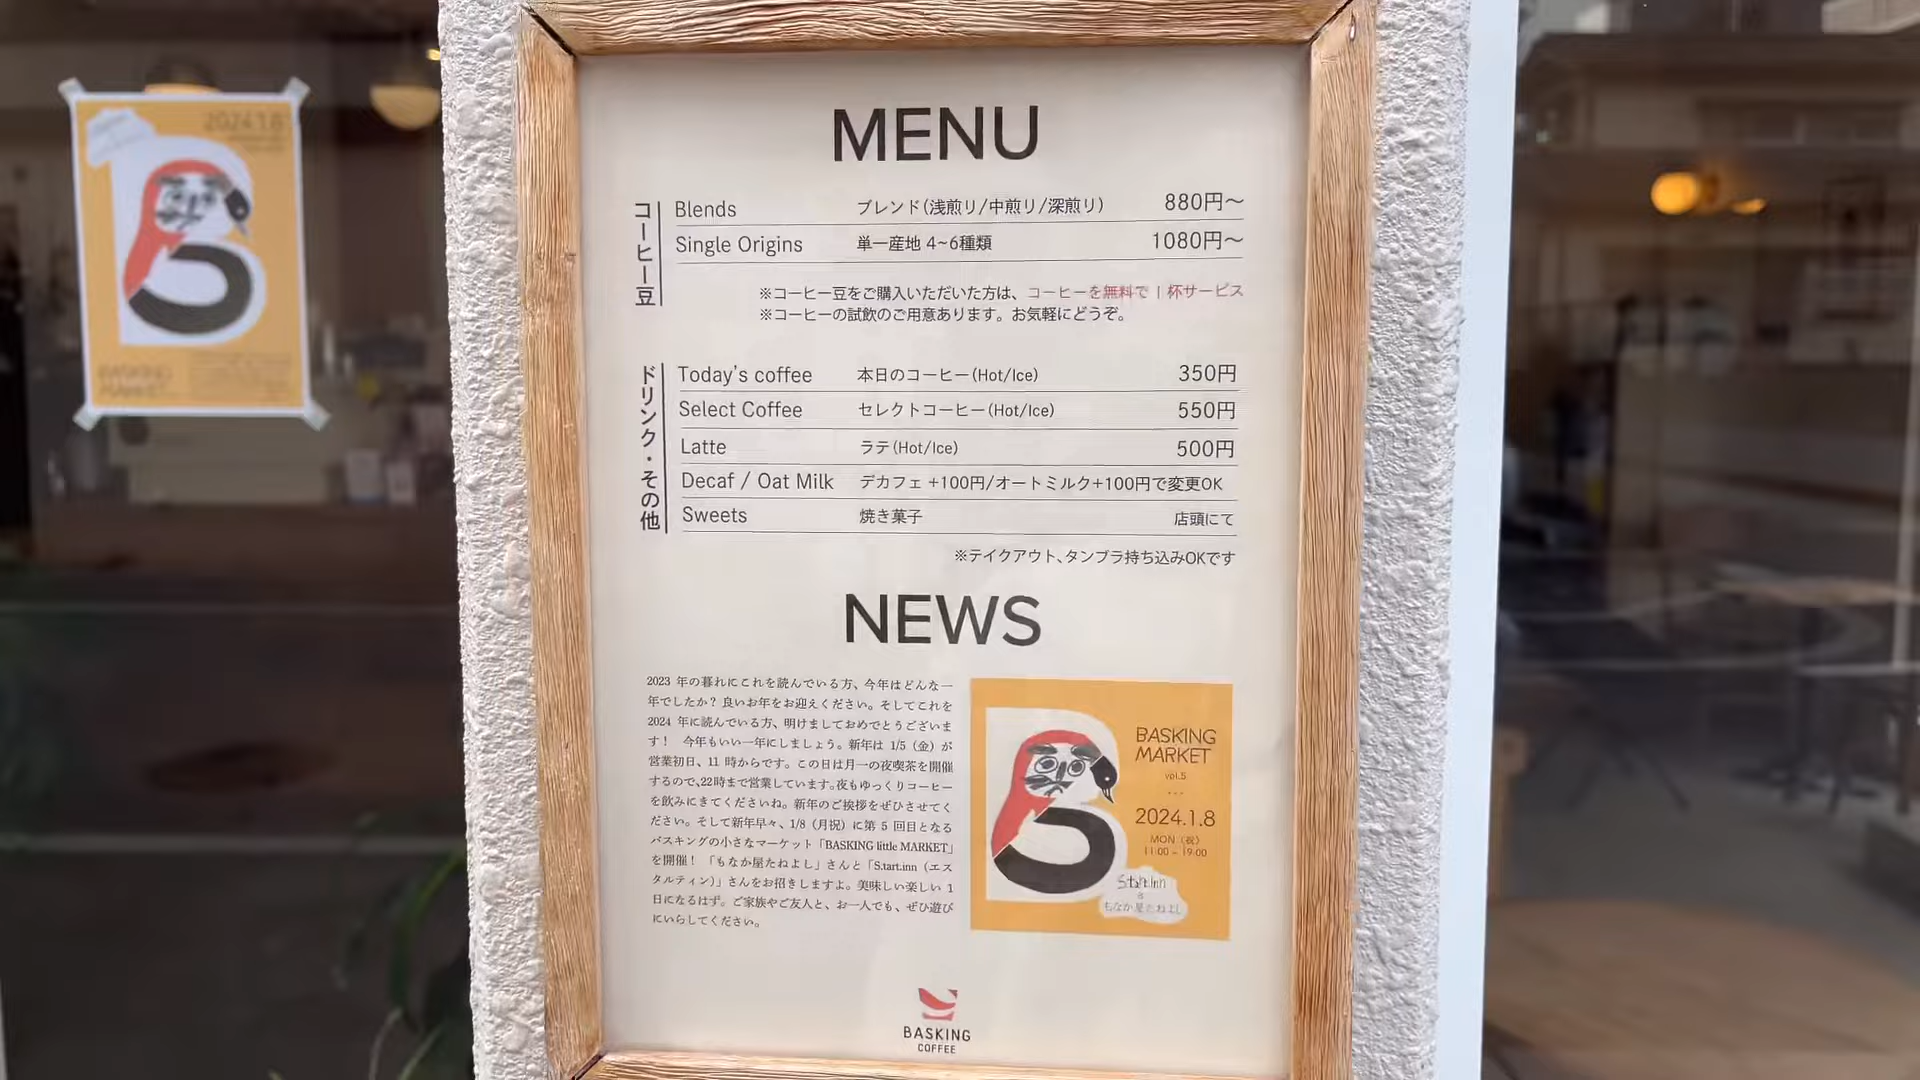 MENU
コーヒー豆
Blends ブレンド(浅煎り/中煎り/深煎り) 880円〜
Single Origins 単一産地 4~6種類 1080円〜
※コーヒー豆をご購入いただいた方は、コーヒーを無料で1杯サービス
※コーヒーの試飲のご用意あります。お気軽にどうぞ。
ドリンク・その他
Today's coffee 本日のコーヒー(Hot/Ice) 350円
Select Coffee セレクトコーヒー(Hot/Ice) 550円
Latte ラテ(Hot/Ice) 500円
Decaf / Oat Milk デカフェ +100円/オートミルク+100円で変更OK
Sweets 焼き菓子 店頭にて
※テイクアウト、タンブラ持ち込みOKです
NEWS
2023 年の暮れにこれを読んでいる方、今年はどんな一
年でしたか？良いお年をお迎えください。そしてこれを
2024 年に読んでいる方、明けましておめでとうございま
す！ 今年もいい一年にしましょう。新年は 1/5（金）が
営業初日、11 時からです。この日は月一の夜喫茶を開催
するので、22時まで営業しています。夜もゆっくりコーヒー
を飲みにきてくださいね。新年のご挨拶をぜひさせてく
ださい。そして新年早々、1/8（月祝）に第 5 回目となる
バスキングの小さなマーケット「BASKING little MARKET」
を開催！「もなか屋たねよし」さんと「S.tart.inn（エス
タルティン）」さんをお招きしますよ。美味しい楽しい 1
日になるはず。ご家族やご友人と、お一人でも、ぜひ遊び
にいらしてください。
BASKING
MARKET
vol.5
2024.1.8
MON（祝）
11:00 - 19:00
S.tart.inn
&
もなか屋たねよし
BASKING
COFFEE
2024.1.8
BASKING
MARKET